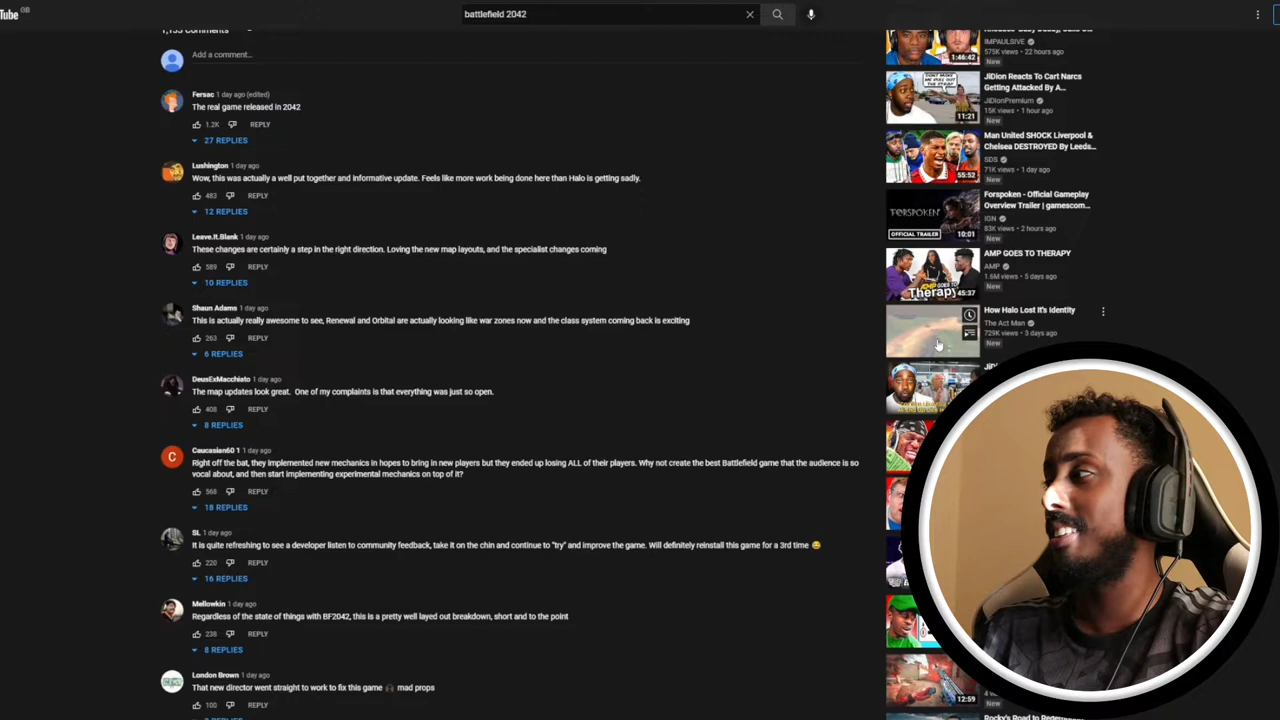 Tube GB
battlefield 2042
1,153 Comments
Add a comment...
Fersac 1 day ago (edited)
The real game released in 2042
1.2K REPLY
27 REPLIES
Lushington 1 day ago
Wow, this was actually a well put together and informative update. Feels like more work being done here than Halo is getting sadly.
483 REPLY
12 REPLIES
Leave.It.Blank 1 day ago
These changes are certainly a step in the right direction. Loving the new map layouts, and the specialist changes coming
589 REPLY
10 REPLIES
Shaun Adams 1 day ago
This is actually really awesome to see, Renewal and Orbital are actually looking like war zones now and the class system coming back is exciting
263 REPLY
6 REPLIES
DeusExMacchiato 1 day ago
The map updates look great. One of my complaints is that everything was just so open.
408 REPLY
8 REPLIES
C
Caucasian60 1 1 day ago
Right off the bat, they implemented new mechanics in hopes to bring in new players but they ended up losing ALL of their players. Why not create the best Battlefield game that the audience is so
vocal about, and then start implementing experimental mechanics on top of it?
568 REPLY
18 REPLIES
SL 1 day ago
It is quite refreshing to see a developer listen to community feedback, take it on the chin and continue to "try" and improve the game. Will definitely reinstall this game for a 3rd time 😂
220 REPLY
16 REPLIES
Mellowkin 1 day ago
Regardless of the state of things with BF2042, this is a pretty well layed out breakdown, short and to the point
238 REPLY
8 REPLIES
London Brown 1 day ago
That new director went straight to work to fix this game 🎧 mad props
100 REPLY
IMPAULSIVE
575K views • 22 hours ago
New
1:46:42
JiDion Reacts To Cart Narcs
Getting Attacked By A...
JiDionPremium
15K views • 1 hour ago
New
11:21
Man United SHOCK Liverpool &
Chelsea DESTROYED By Leeds...
SDS
71K views • 1 day ago
New
55:52
Forspoken - Official Gameplay
Overview Trailer | gamescom...
IGN
83K views • 2 hours ago
New
FORSPOKEN
OFFICIAL TRAILER
10:01
AMP GOES TO THERAPY
AMP
1.6M views • 5 days ago
New
Therapy
45:37
How Halo Lost It's Identity
The Act Man
729K views • 3 days ago
New
12:59